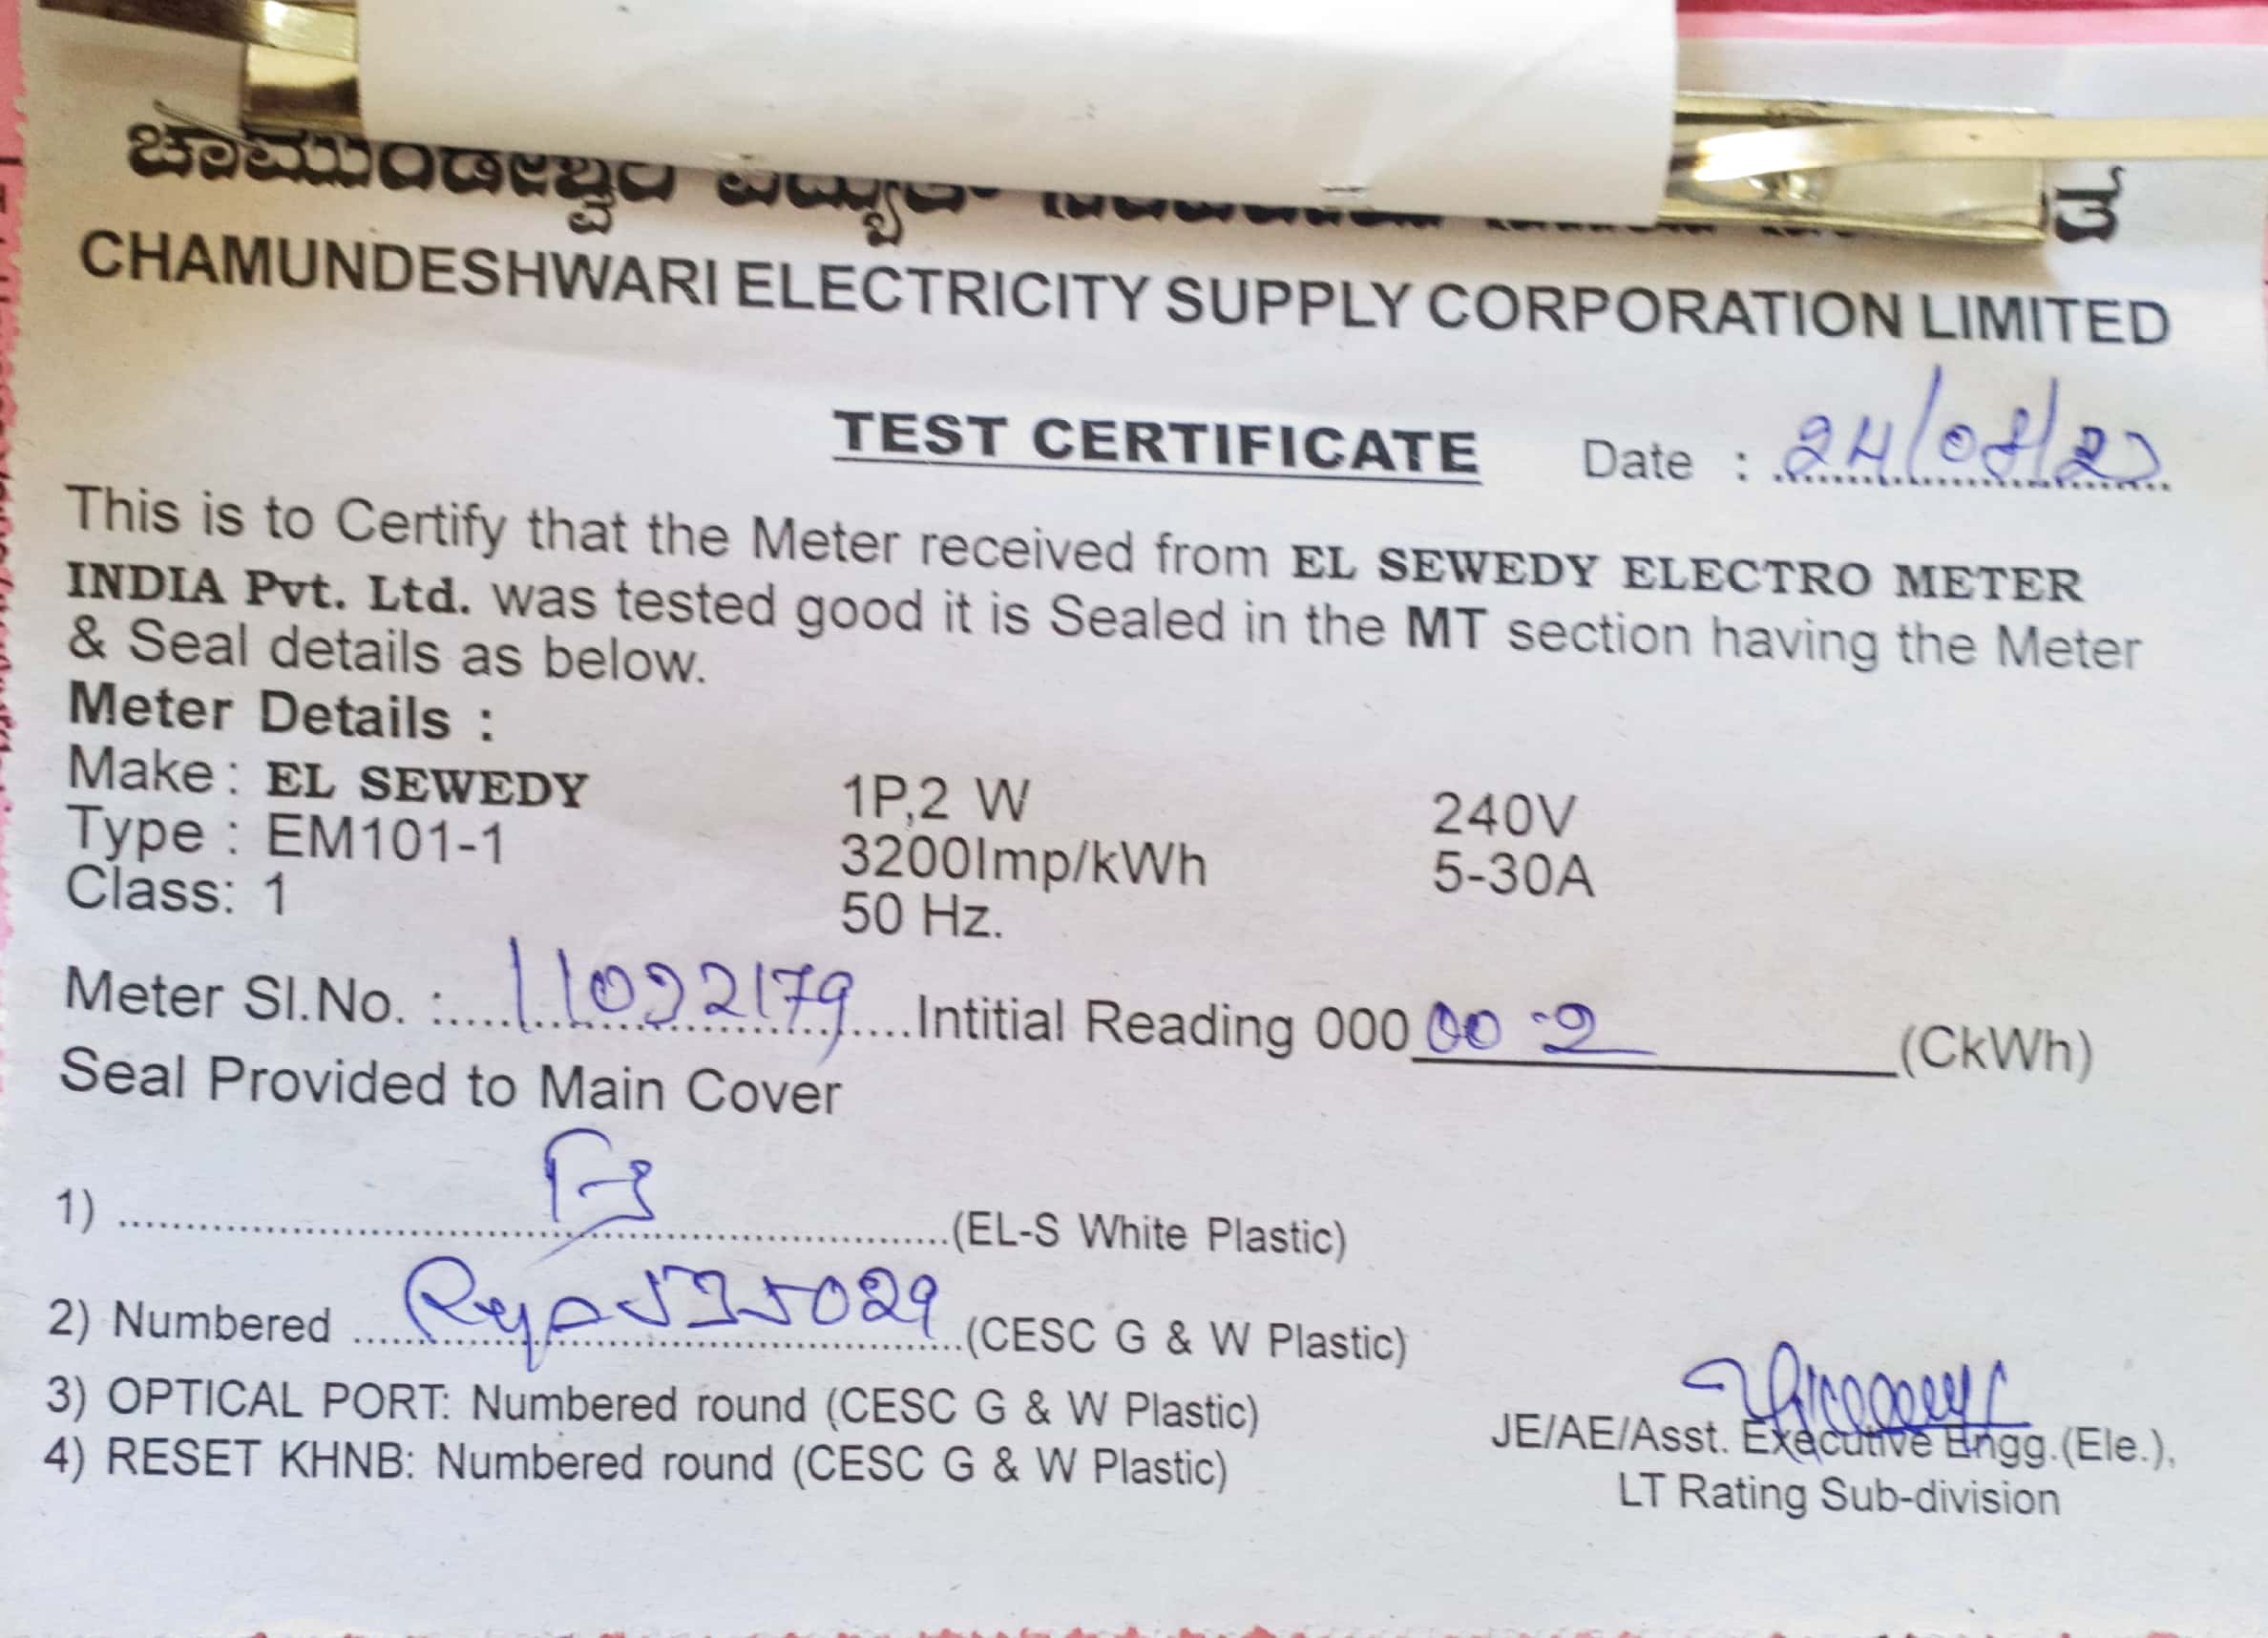 ಚಾಮುಂಡೇಶ್ವರಿ ವಿದ್ಯುತ್
CHAMUNDESHWARI ELECTRICITY SUPPLY CORPORATION LIMITED
TEST CERTIFICATE Date : 24/08/
This is to Certify that the Meter received from EL SEWEDY ELECTRO METER
INDIA Pvt. Ltd. was tested good it is Sealed in the MT section having the Meter
& Seal details as below.
Meter Details :
Make : EL SEWEDY 1P,2 W 240V
Type : EM101-1 3200Imp/kWh 5-30A
Class: 1 50 Hz.
Meter Sl.No. : Intitial Reading 000 00.2 (CkWh)
Seal Provided to Main Cover
1) (EL-S White Plastic)
2) Numbered (CESC G & W Plastic)
3) OPTICAL PORT: Numbered round (CESC G & W Plastic)
4) RESET KHNB: Numbered round (CESC G & W Plastic)
JE/AE/Asst. Executive Engg.(Ele.),
LT Rating Sub-division